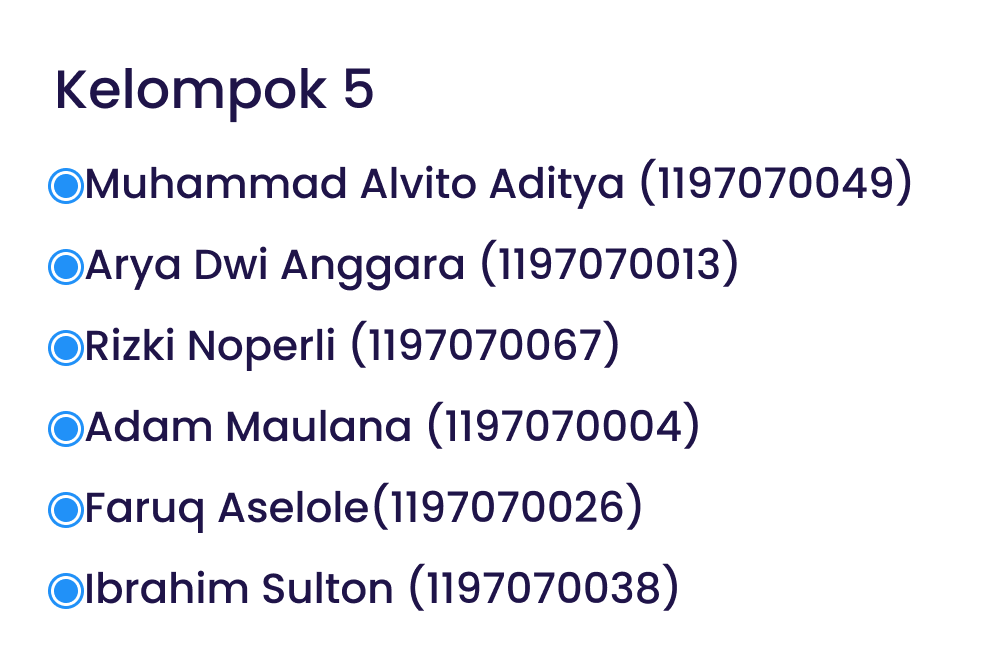 Kelompok 5
Muhammad Alvito Aditya (1197070049)
Arya Dwi Anggara (1197070013)
Rizki Noperli (1197070067)
Adam Maulana (1197070004)
Faruq Aselole(1197070026)
Ibrahim Sulton (1197070038)